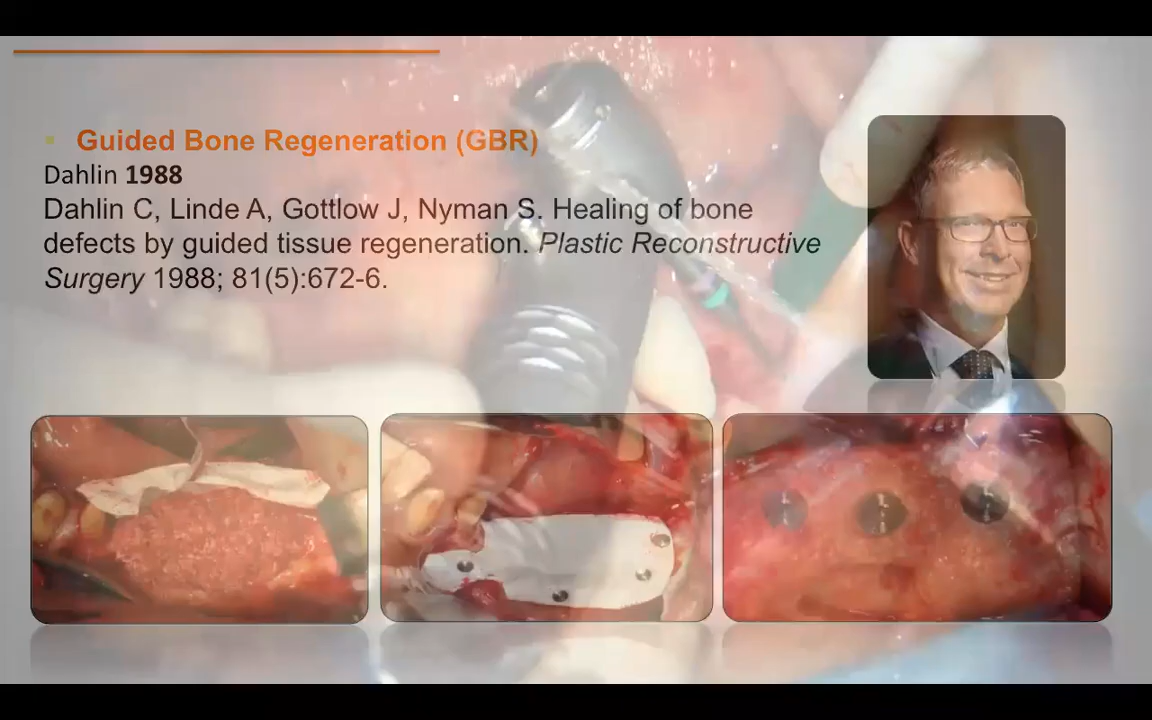 Guided Bone Regeneration (GBR)
Dahlin 1988
Dahlin C, Linde A, Gottlow J, Nyman S. Healing of bone
defects by guided tissue regeneration. Plastic Reconstructive
Surgery 1988; 81(5):672-6.